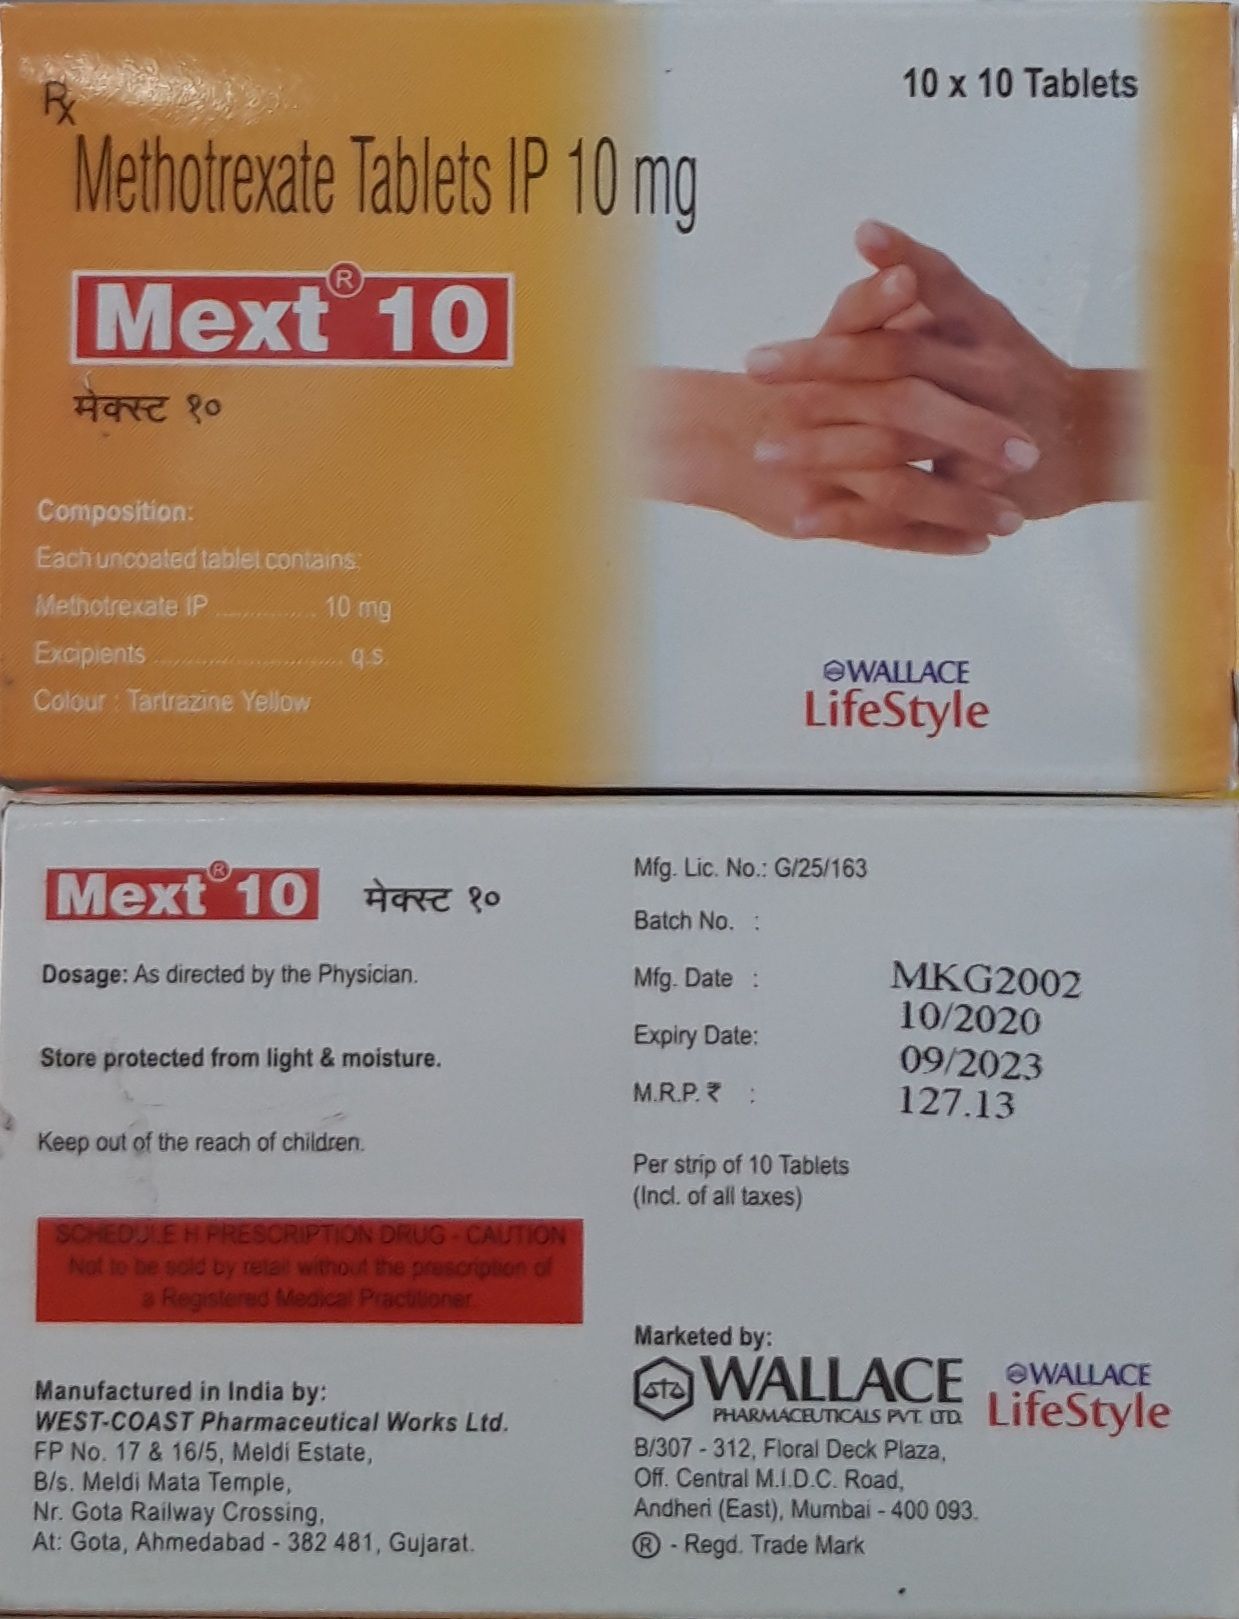 Rx
10 x 10 Tablets
Methotrexate Tablets IP 10 mg
Mext® 10
मेक्स्ट १०
Composition:
Each uncoated tablet contains:
Methotrexate IP .............. 10 mg
Excipients .......................... q.s.
Colour : Tartrazine Yellow
WALLACE
LifeStyle
Mext® 10 मेक्स्ट १०
Dosage: As directed by the Physician.
Store protected from light & moisture.
Keep out of the reach of children.
SCHEDULE H PRESCRIPTION DRUG - CAUTION
Not to be sold by retail without the prescription of
a Registered Medical Practitioner.
Manufactured in India by:
WEST-COAST Pharmaceutical Works Ltd.
FP No. 17 & 16/5, Meldi Estate,
B/s. Meldi Mata Temple,
Nr. Gota Railway Crossing,
At: Gota, Ahmedabad - 382 481, Gujarat.
Mfg. Lic. No.: G/25/163
Batch No. :
Mfg. Date :
Expiry Date:
M.R.P. ₹ :
MKG2002
10/2020
09/2023
127.13
Per strip of 10 Tablets
(Incl. of all taxes)
Marketed by:
WALLACE
PHARMACEUTICALS PVT. LTD.
WALLACE
LifeStyle
B/307 - 312, Floral Deck Plaza,
Off. Central M.I.D.C. Road,
Andheri (East), Mumbai - 400 093.
® - Regd. Trade Mark